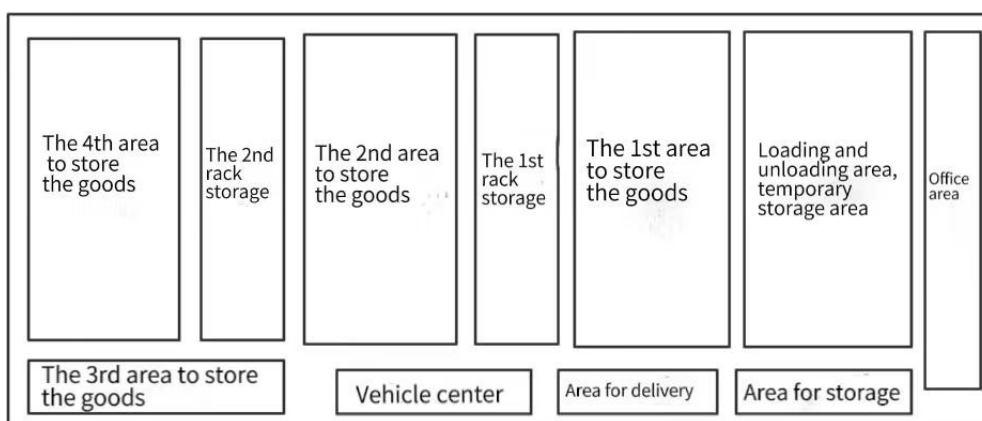 The 4th area
to store
the goods
The 2nd
rack
storage
The 2nd area
to store
the goods
The 1st
rack
storage
The 1st area
to store
the goods
Loading and
unloading area,
temporary
storage area
Office
area
The 3rd area to store
the goods
Vehicle center
Area for delivery
Area for storage